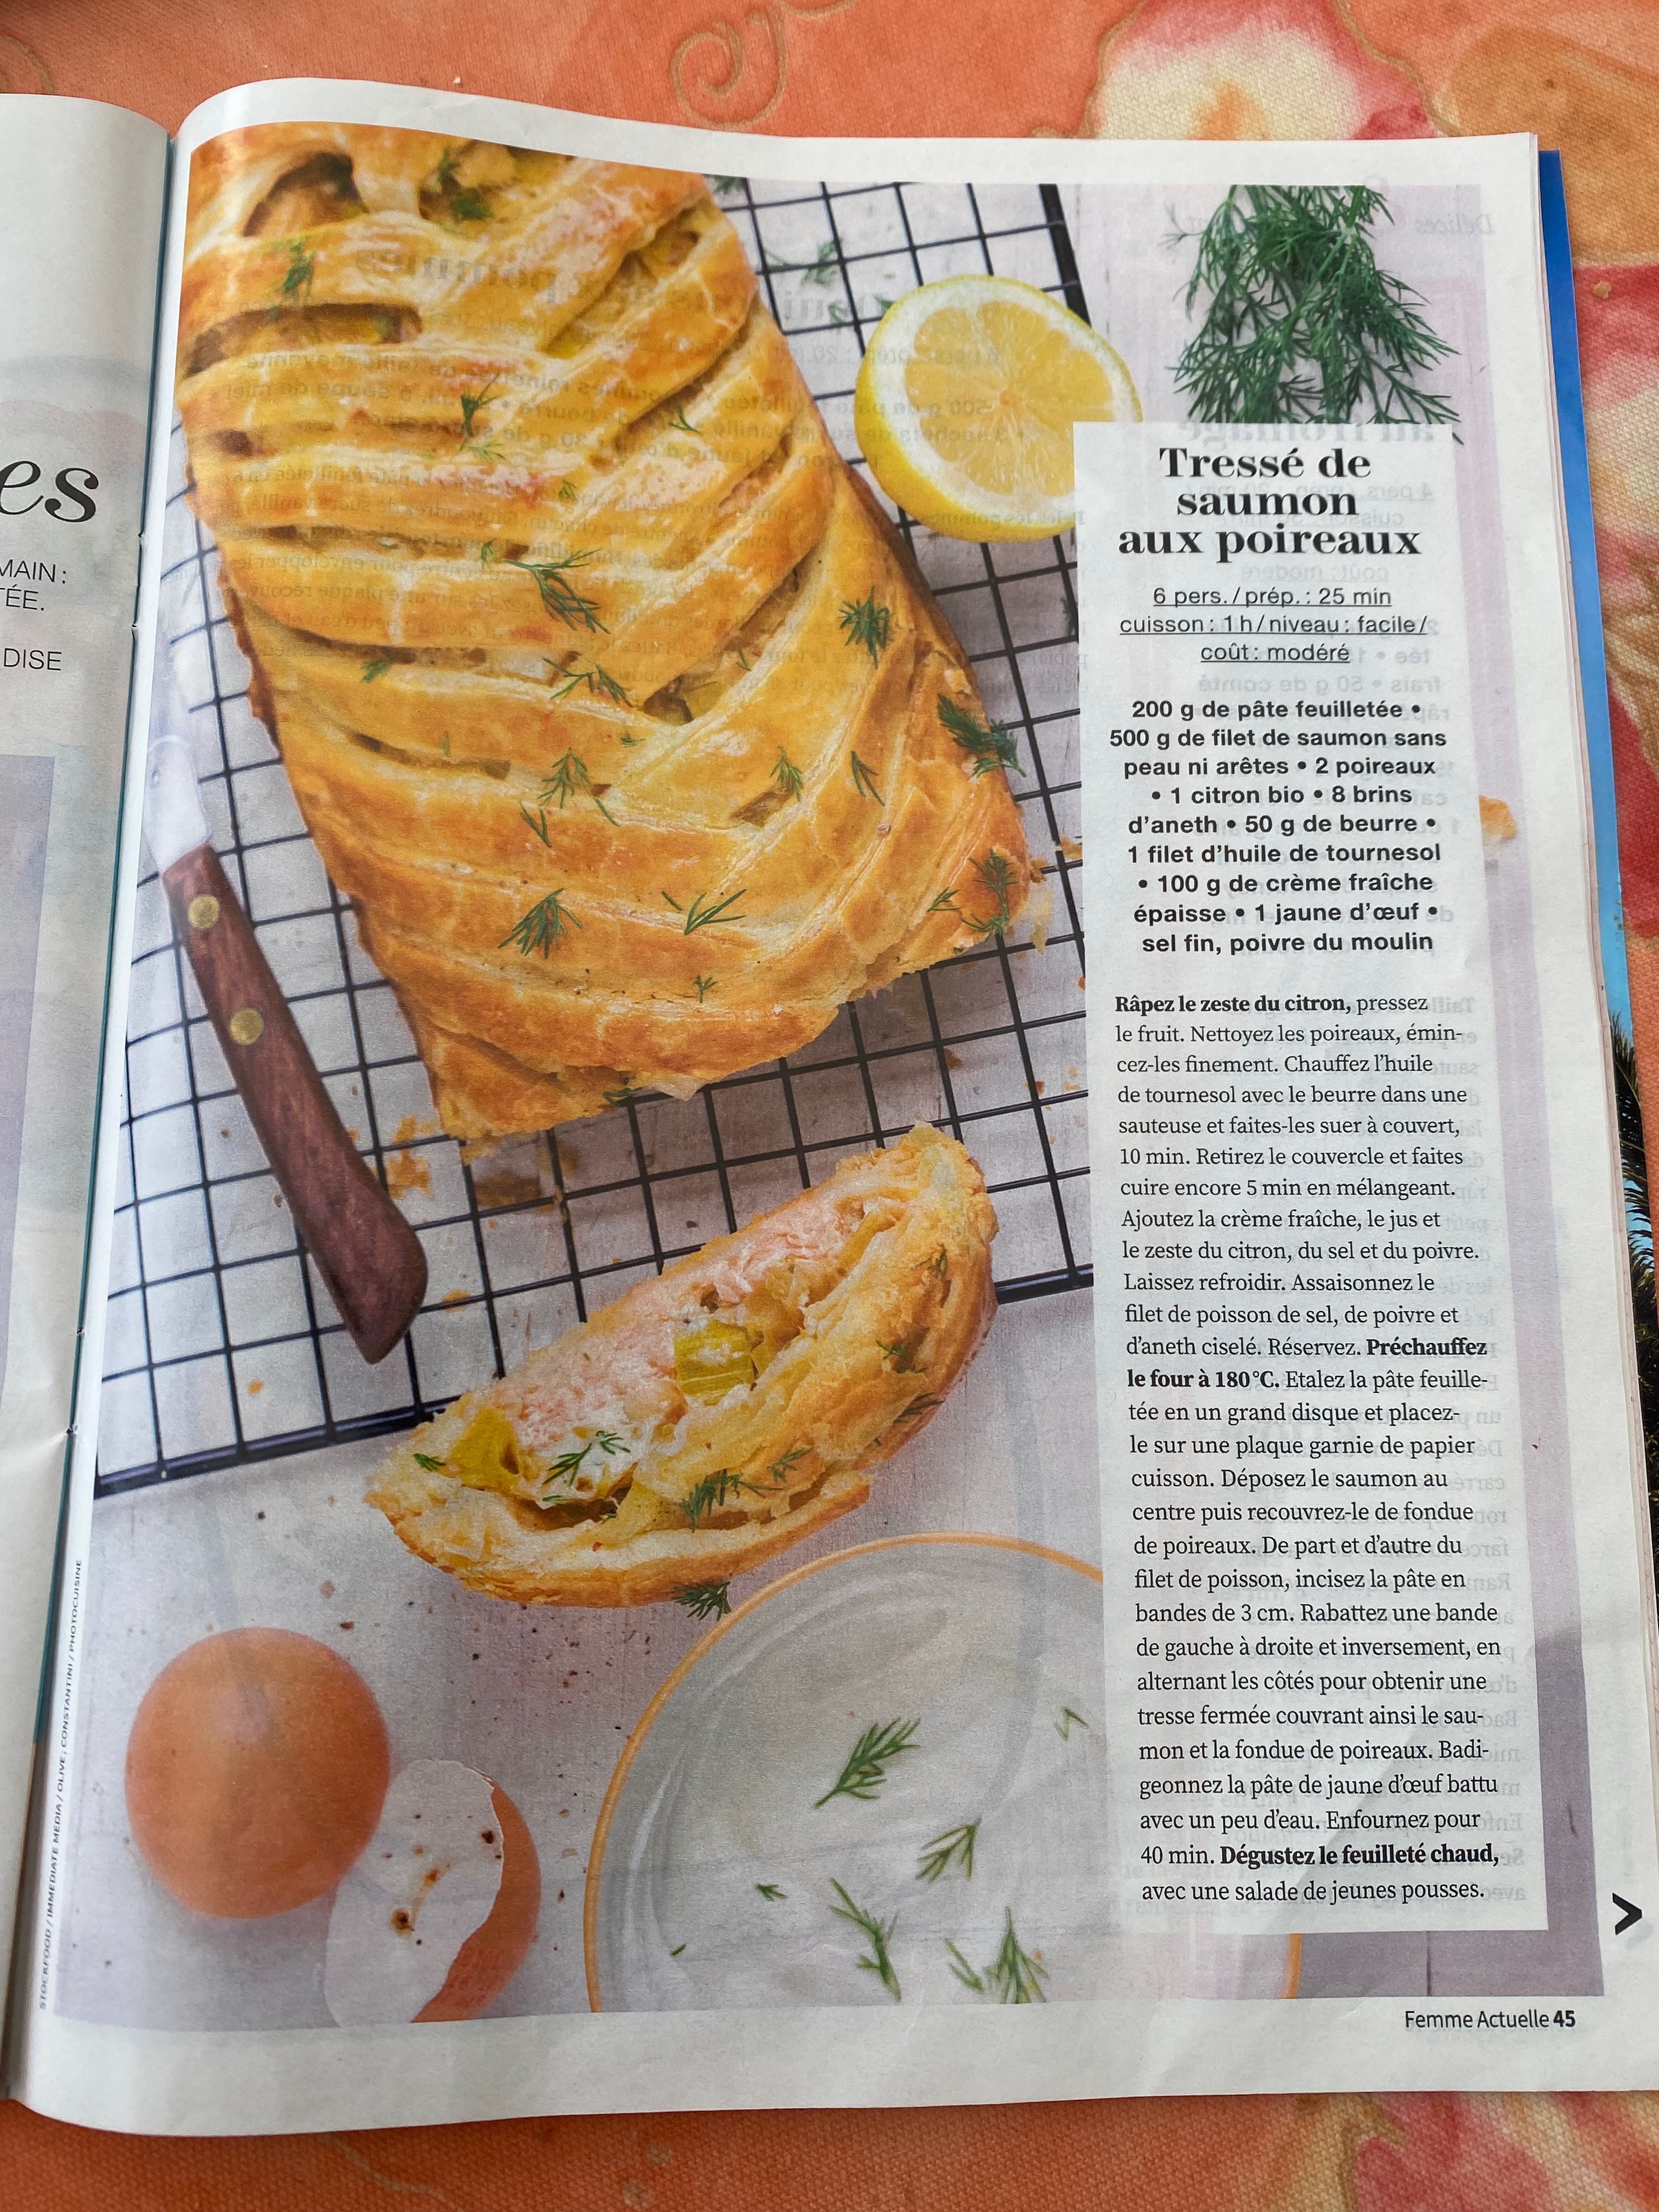 es
MAIN :
TÉE.
DISE
Tressé de
saumon
aux poireaux
6 pers. / prép. : 25 min
cuisson : 1 h / niveau : facile /
coût : modéré
200 g de pâte feuilletée •
500 g de filet de saumon sans
peau ni arêtes • 2 poireaux
• 1 citron bio • 8 brins
d'aneth • 50 g de beurre •
1 filet d'huile de tournesol
• 100 g de crème fraîche
épaisse • 1 jaune d'œuf •
sel fin, poivre du moulin
Râpez le zeste du citron, pressez
le fruit. Nettoyez les poireaux, émin-
cez-les finement. Chauffez l'huile
de tournesol avec le beurre dans une
sauteuse et faites-les suer à couvert,
10 min. Retirez le couvercle et faites
cuire encore 5 min en mélangeant.
Ajoutez la crème fraîche, le jus et
le zeste du citron, du sel et du poivre.
Laissez refroidir. Assaisonnez le
filet de poisson de sel, de poivre et
d'aneth ciselé. Réservez. Préchauffez
le four à 180 °C. Etalez la pâte feuille-
tée en un grand disque et placez-
le sur une plaque garnie de papier
cuisson. Déposez le saumon au
centre puis recouvrez-le de fondue
de poireaux. De part et d'autre du
filet de poisson, incisez la pâte en
bandes de 3 cm. Rabattez une bande
de gauche à droite et inversement, en
alternant les côtés pour obtenir une
tresse fermée couvrant ainsi le sau-
mon et la fondue de poireaux. Badi-
geonnez la pâte de jaune d'œuf battu
avec un peu d'eau. Enfournez pour
40 min. Dégustez le feuilleté chaud,
avec une salade de jeunes pousses.
STOCKFOOD / IMMEDIATE MEDIA / OLIVE ; CONSTANTINI / PHOTOCUISINE
Femme Actuelle 45